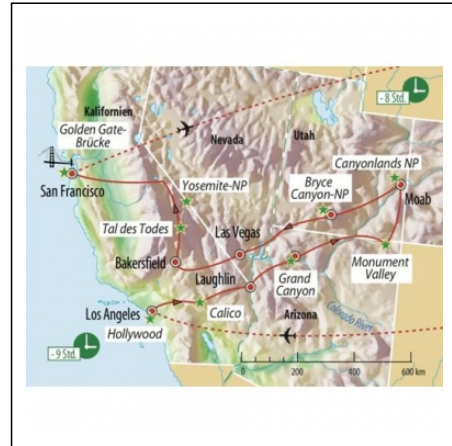 - 8 Std.
Kalifornien
Golden Gate-
Brücke
Nevada
Utah
Canyonlands NP
San Francisco
Yosemite-NP
Bryce
Canyon-NP
Moab
Tal des Todes
Las Vegas
Bakersfield
Laughlin
Grand
Canyon
Monument
Valley
Los Angeles
Calico
Arizona
Colorado River
Hollywood
- 9 Std.
0
200
400
600 km